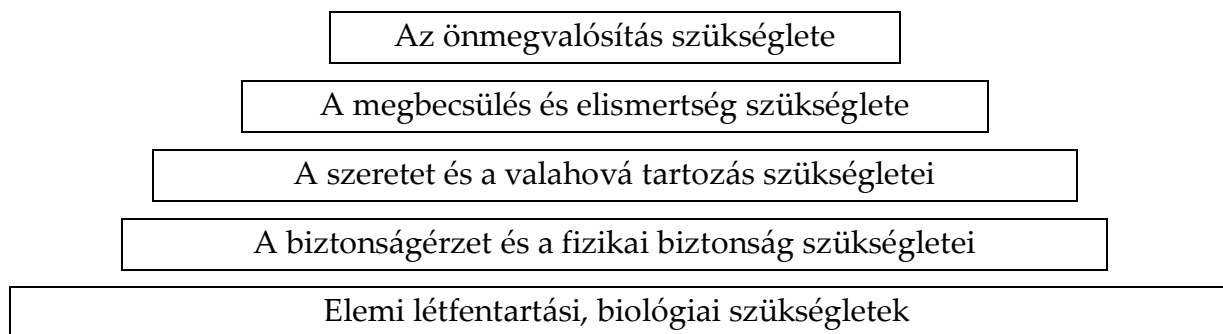 Az önmegvalósítás szükséglete
A megbecsülés és elismertség szükséglete
A szeretet és a valahová tartozás szükségletei
A biztonságérzet és a fizikai biztonság szükségletei
Elemi létfentartási, biológiai szükségletek